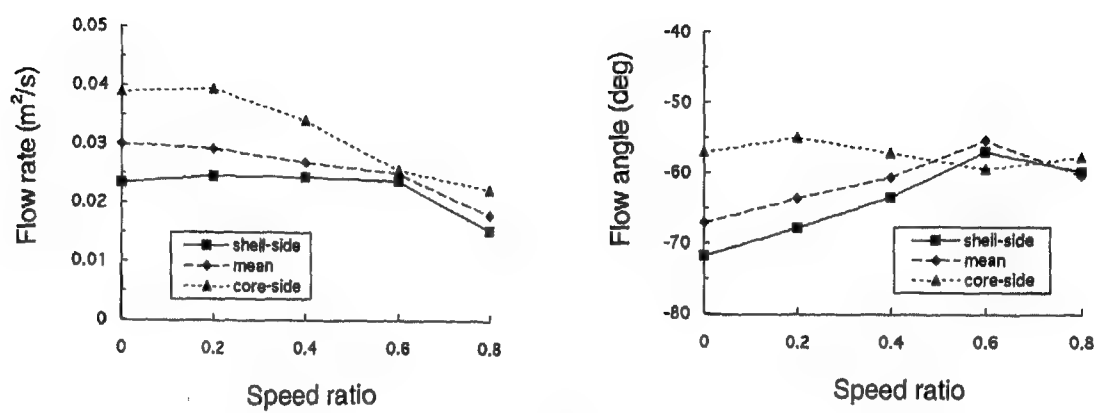 0.05
0.04
0.03
0.02
0.01
0
Flow rate (m²/s)
shell-side
mean
core-side
0 0.2 0.4 0.6 0.8
Speed ratio
-40
-50
-60
-70
-80
Flow angle (deg)
shell-side
mean
core-side
0 0.2 0.4 0.6 0.8
Speed ratio